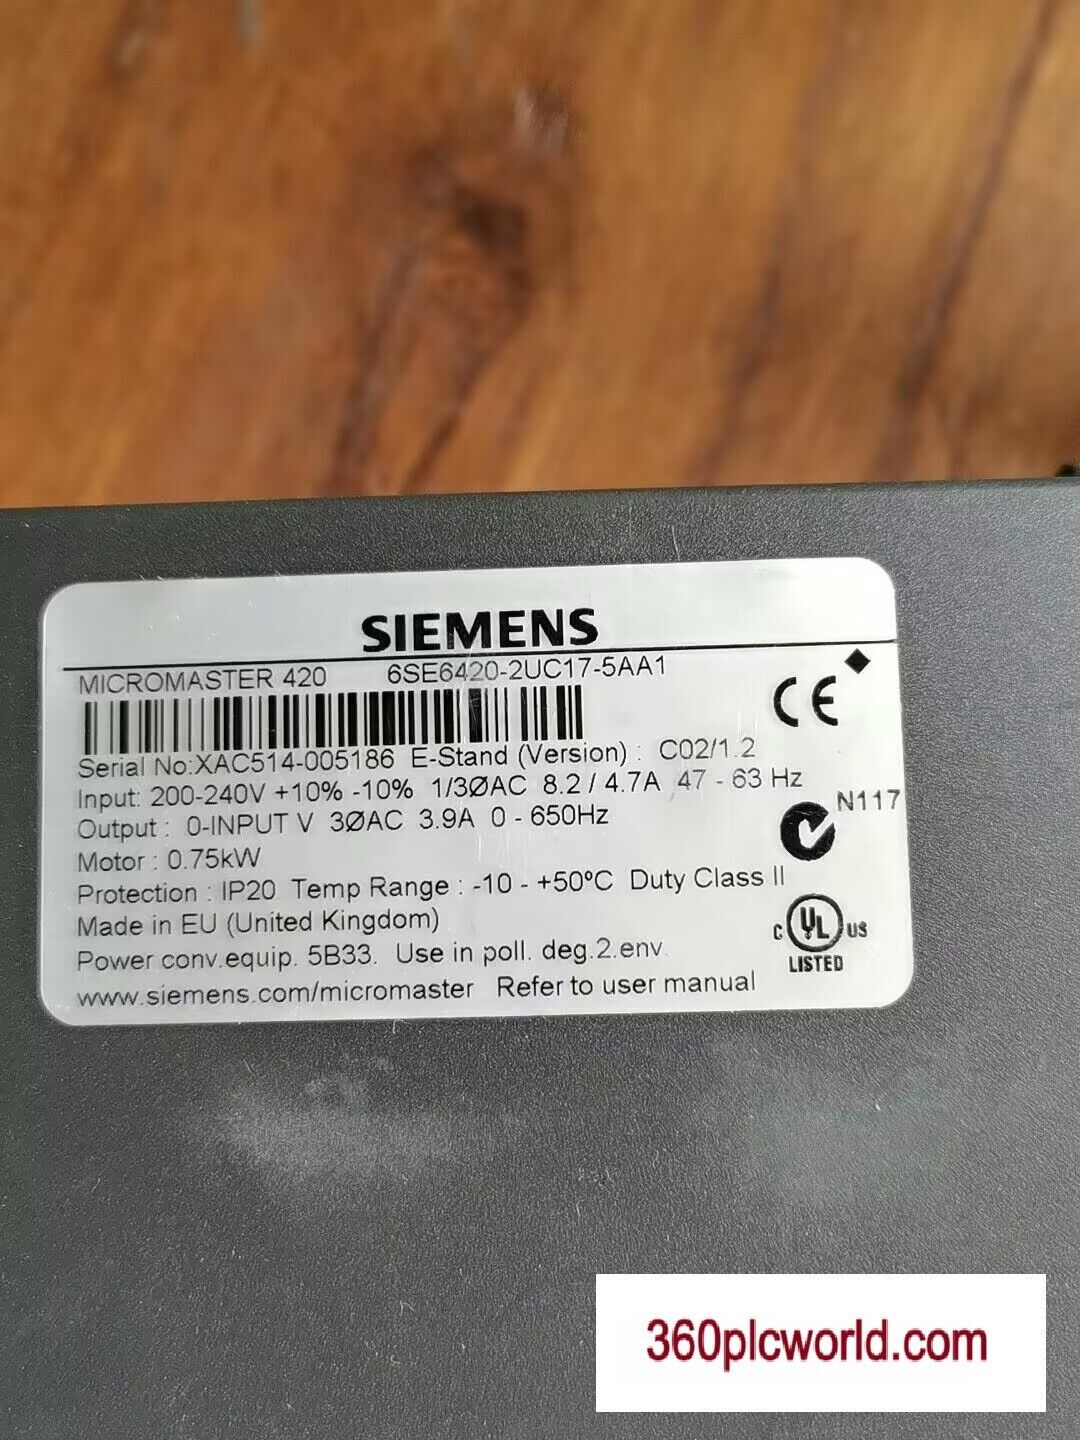 SIEMENS
MICROMASTER 420 6SE6420-2UC17-5AA1
CE
Serial No:XAC514-005186 E-Stand (Version) : C02/1.2
Input: 200-240V +10% -10% 1/3ØAC 8.2 / 4.7A 47 - 63 Hz
N117
Output : 0-INPUT V 3ØAC 3.9A 0 - 650Hz
Motor : 0.75kW
Protection : IP20 Temp Range : -10 - +50ºC Duty Class II
Made in EU (United Kingdom)
C UL US
LISTED
Power conv.equip. 5B33. Use in poll. deg.2.env.
www.siemens.com/micromaster Refer to user manual
360plcworld.com